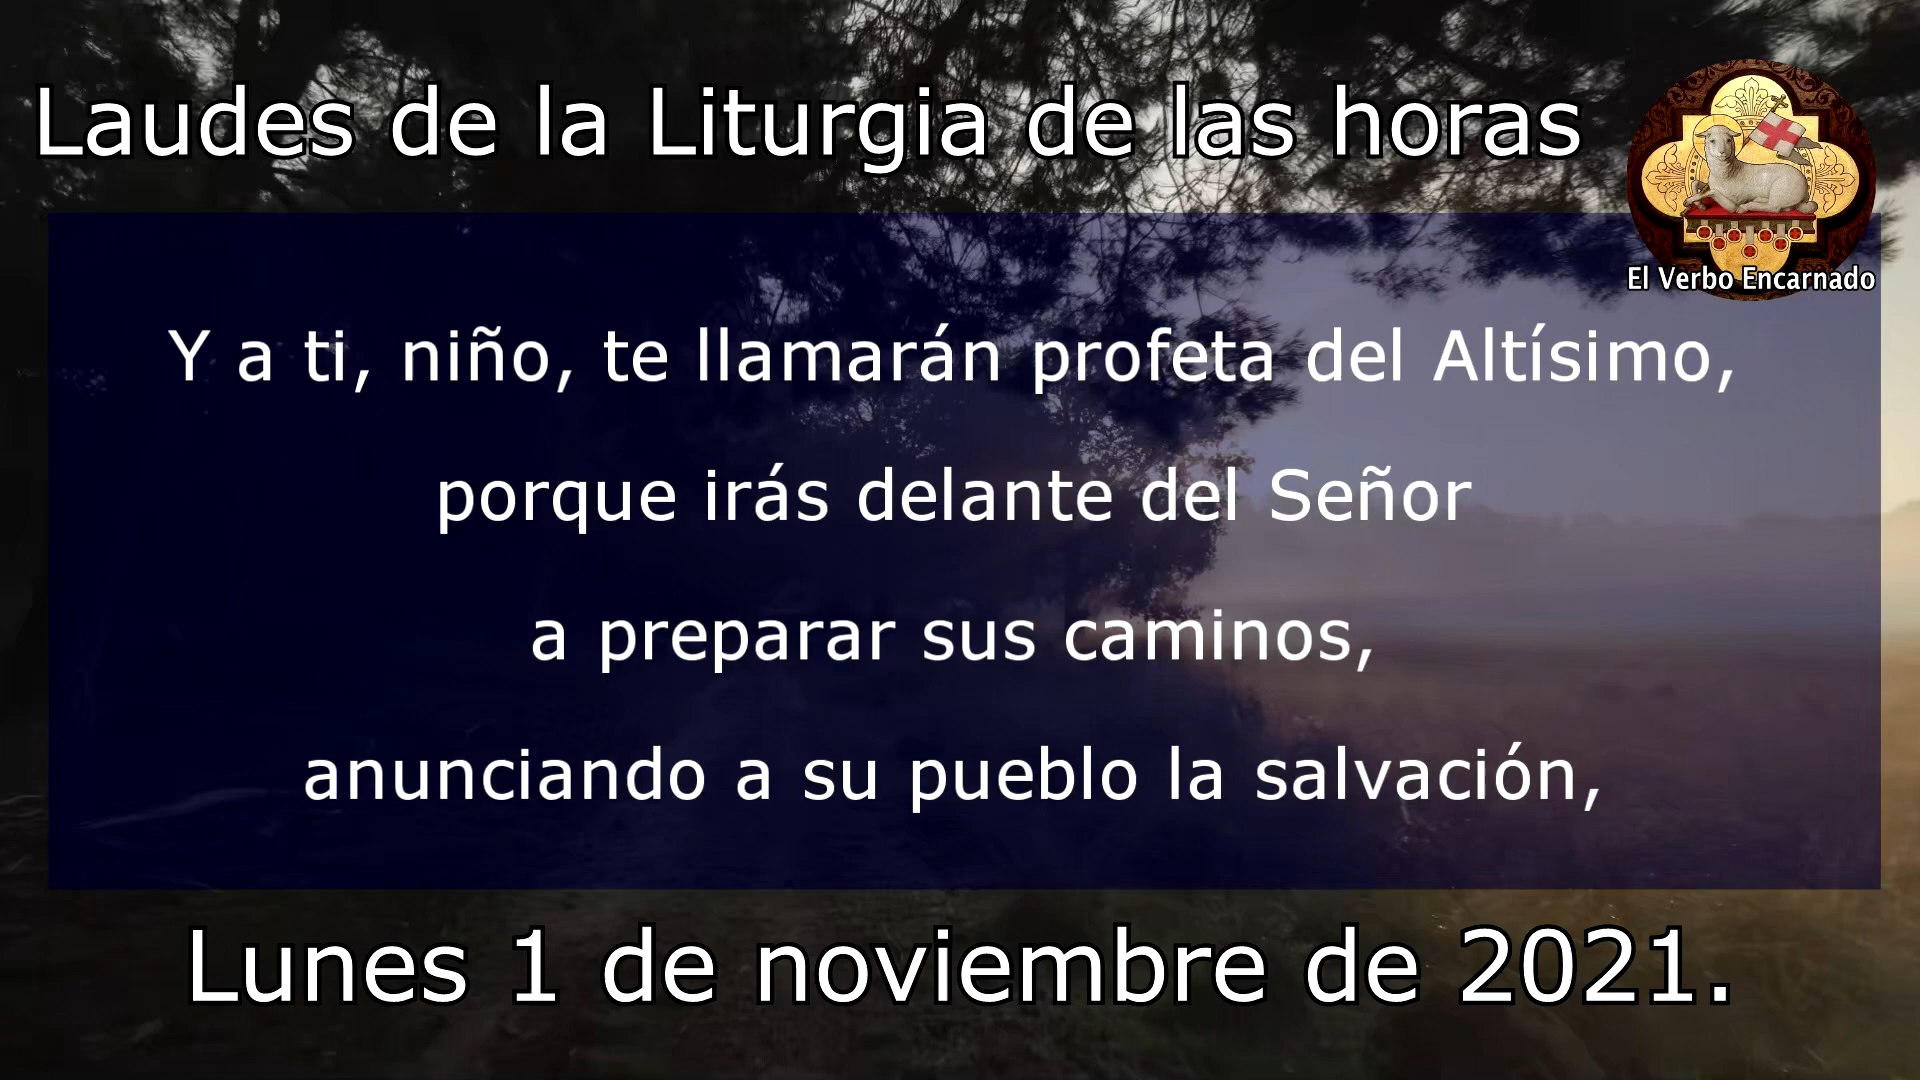 Laudes de la Liturgia de las horas
El Verbo Encarnado
Y a ti, niño, te llamarán profeta del Altísimo,
porque irás delante del Señor
a preparar sus caminos,
anunciando a su pueblo la salvación,
Lunes 1 de noviembre de 2021.